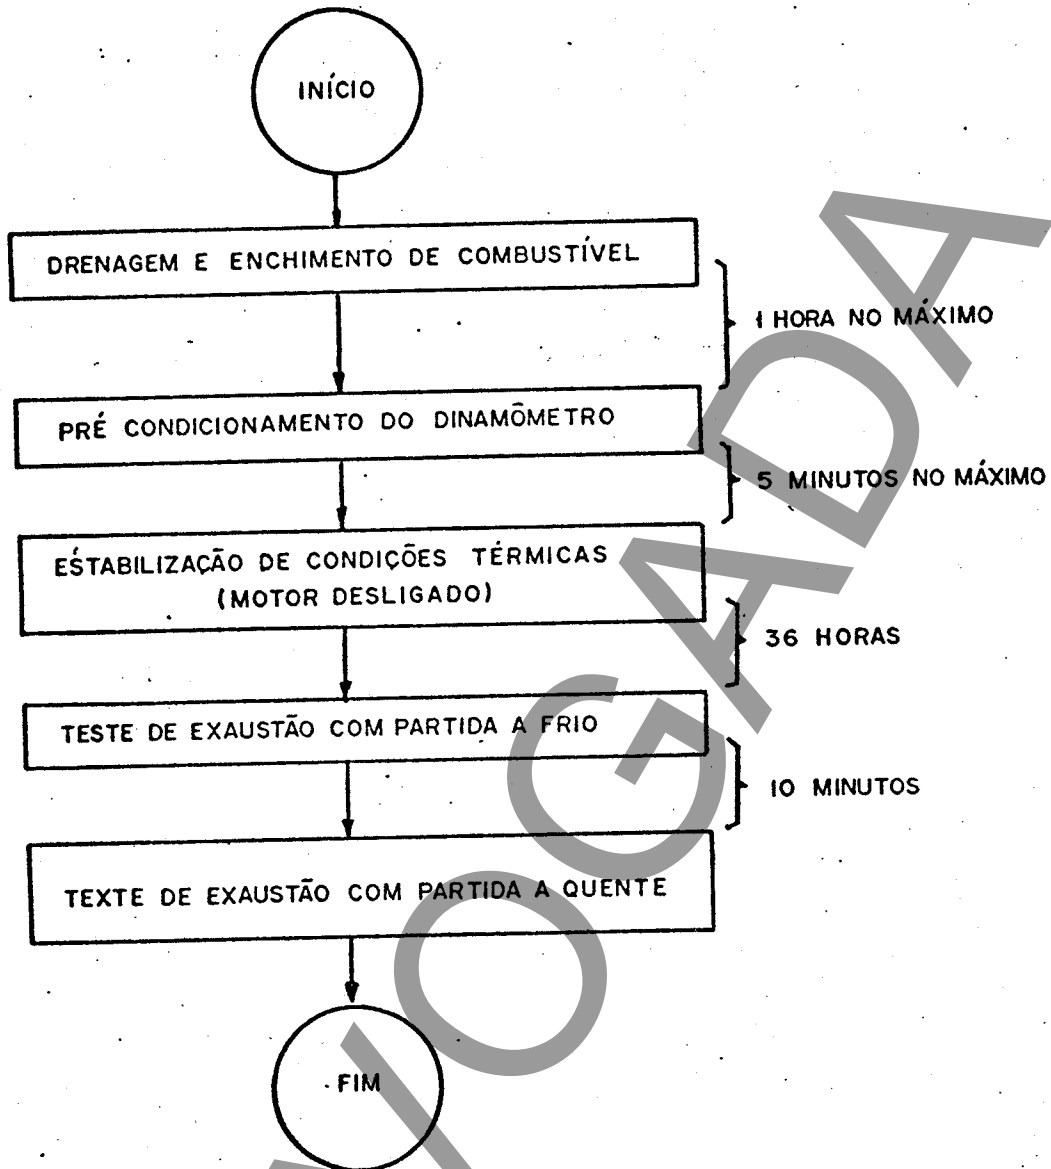 INÍCIO
DRENAGEM E ENCHIMENTO DE COMBUSTÍVEL
1 HORA NO MÁXIMO
PRÉ CONDICIONAMENTO DO DINAMÔMETRO
5 MINUTOS NO MÁXIMO
ESTABILIZAÇÃO DE CONDIÇÕES TÉRMICAS
(MOTOR DESLIGADO)
36 HORAS
TESTE DE EXAUSTÃO COM PARTIDA A FRIO
10 MINUTOS
TEXTE DE EXAUSTÃO COM PARTIDA A QUENTE
FIM
VOGADA